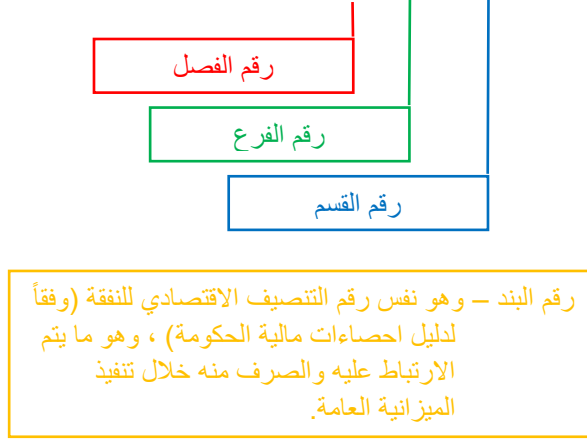 رقم الفصل
رقم الفرع
رقم القسم
رقم البند – وهو نفس رقم التنصيف الاقتصادي للنفقة (وفقاً
لدليل احصاءات مالية الحكومة) ، وهو ما يتم
الارتباط عليه والصرف منه خلال تنفيذ
الميزانية العامة.